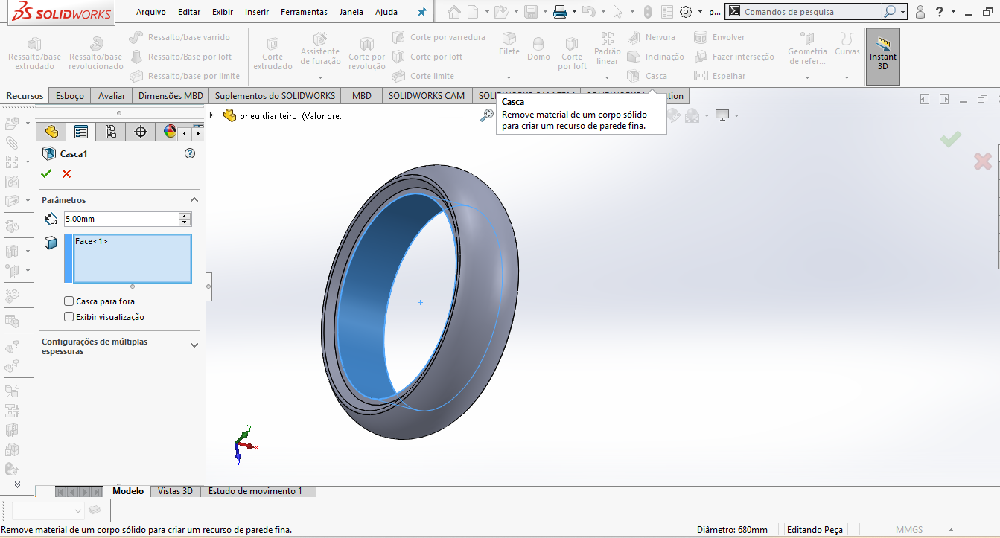 SOLIDWORKS
Arquivo Editar Exibir Inserir Ferramentas Janela Ajuda
p...
Comandos de pesquisa
?
Ressalto/base extrudado
Ressalto/base revolucionado
Ressalto/base varrido
Ressalto/Base por loft
Ressalto/base por limite
Corte extrudado
Assistente de furação
Corte por revolução
Corte por varredura
Corte por loft
Corte limite
Filete
Domo
Corte por loft
Padrão linear
Nervura
Inclinação
Casca
Envolver
Fazer interseção
Espelhar
Geometria de refer...
Curvas
Instant 3D
Recursos Esboço Avaliar Dimensões MBD Suplementos do SOLIDWORKS MBD SOLIDWORKS CAM
Casca
Remove material de um corpo sólido
para criar um recurso de parede fina.
pneu dianteiro (Valor pre...
Casca1
?
Parâmetros
D1
5.00mm
Face<1>
Casca para fora
Exibir visualização
Configurações de múltiplas
espessuras
Y
X
Z
Modelo Vistas 3D Estudo de movimento 1
Remove material de um corpo sólido para criar um recurso de parede fina.
Diâmetro: 680mm
Editando Peça
MMGS